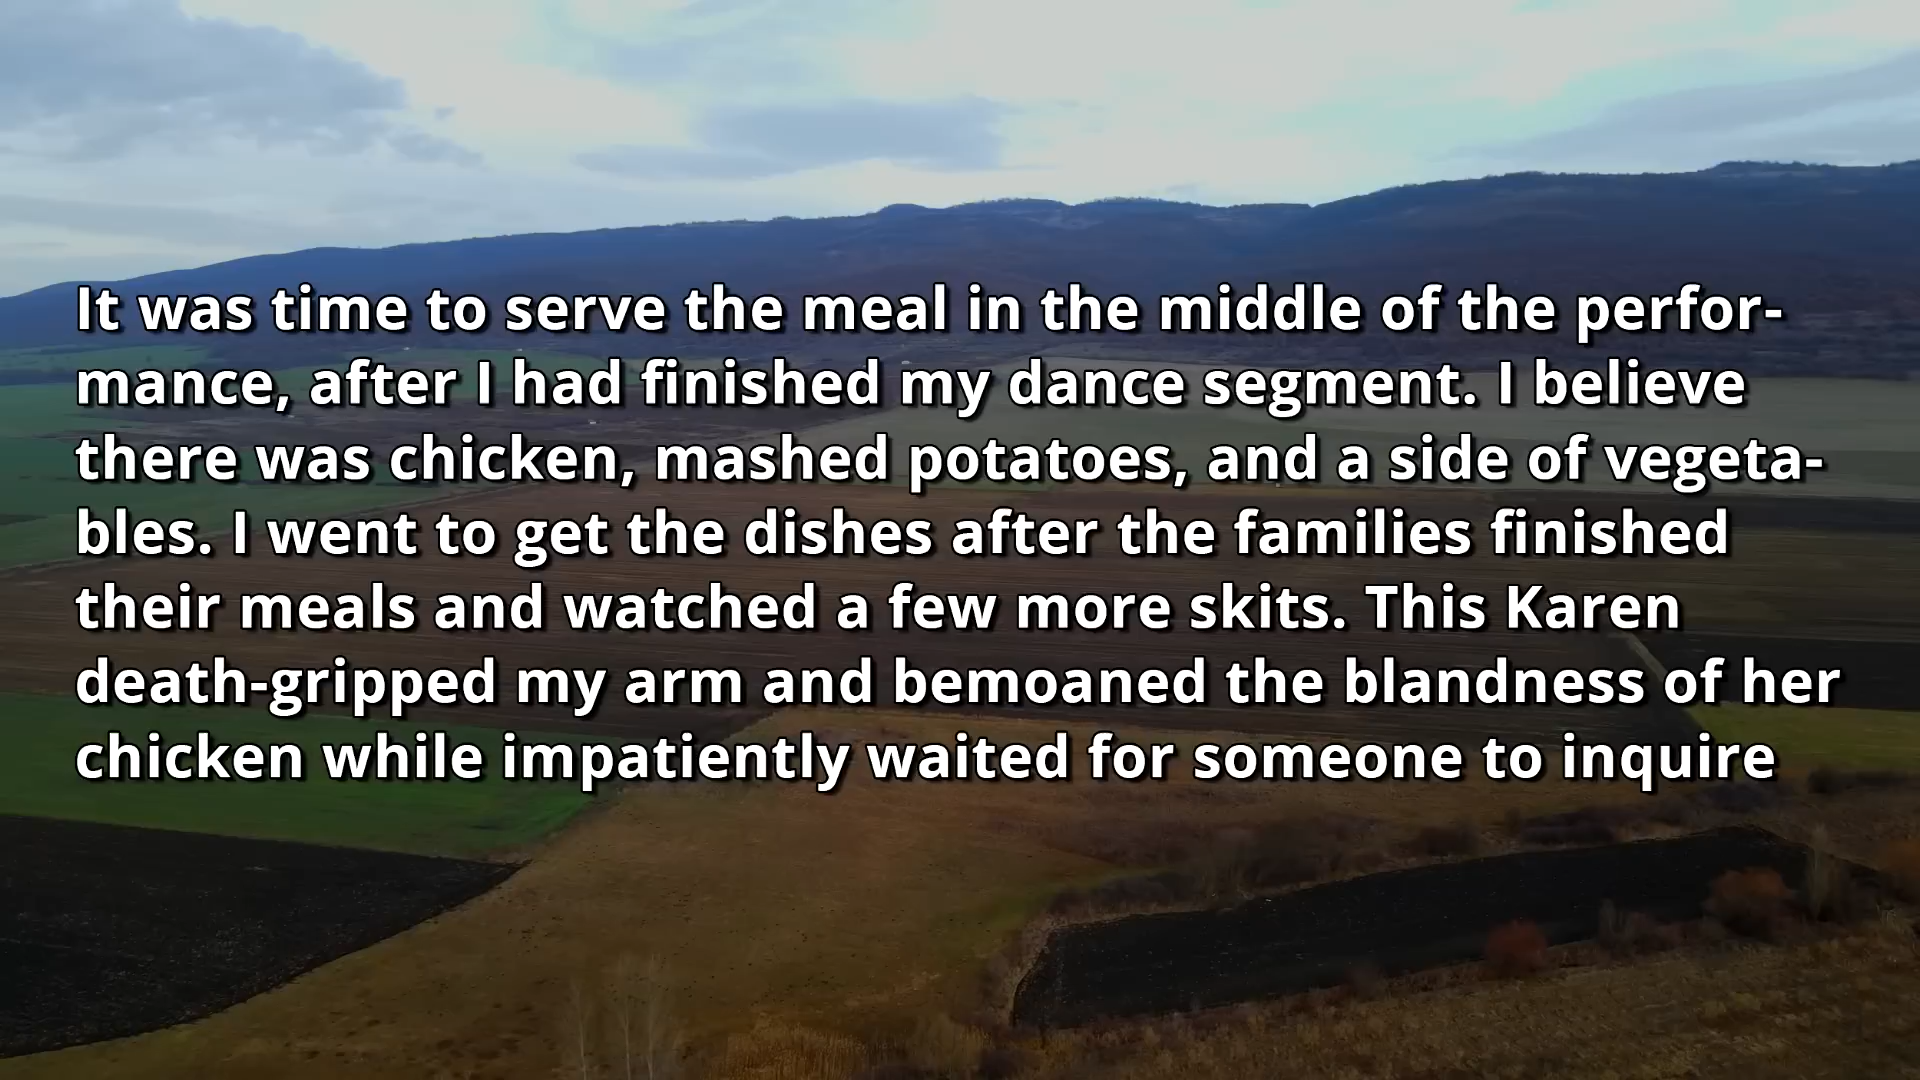 It was time to serve the meal in the middle of the perfor-
mance, after I had finished my dance segment. I believe
there was chicken, mashed potatoes, and a side of vegeta-
bles. I went to get the dishes after the families finished
their meals and watched a few more skits. This Karen
death-gripped my arm and bemoaned the blandness of her
chicken while impatiently waited for someone to inquire